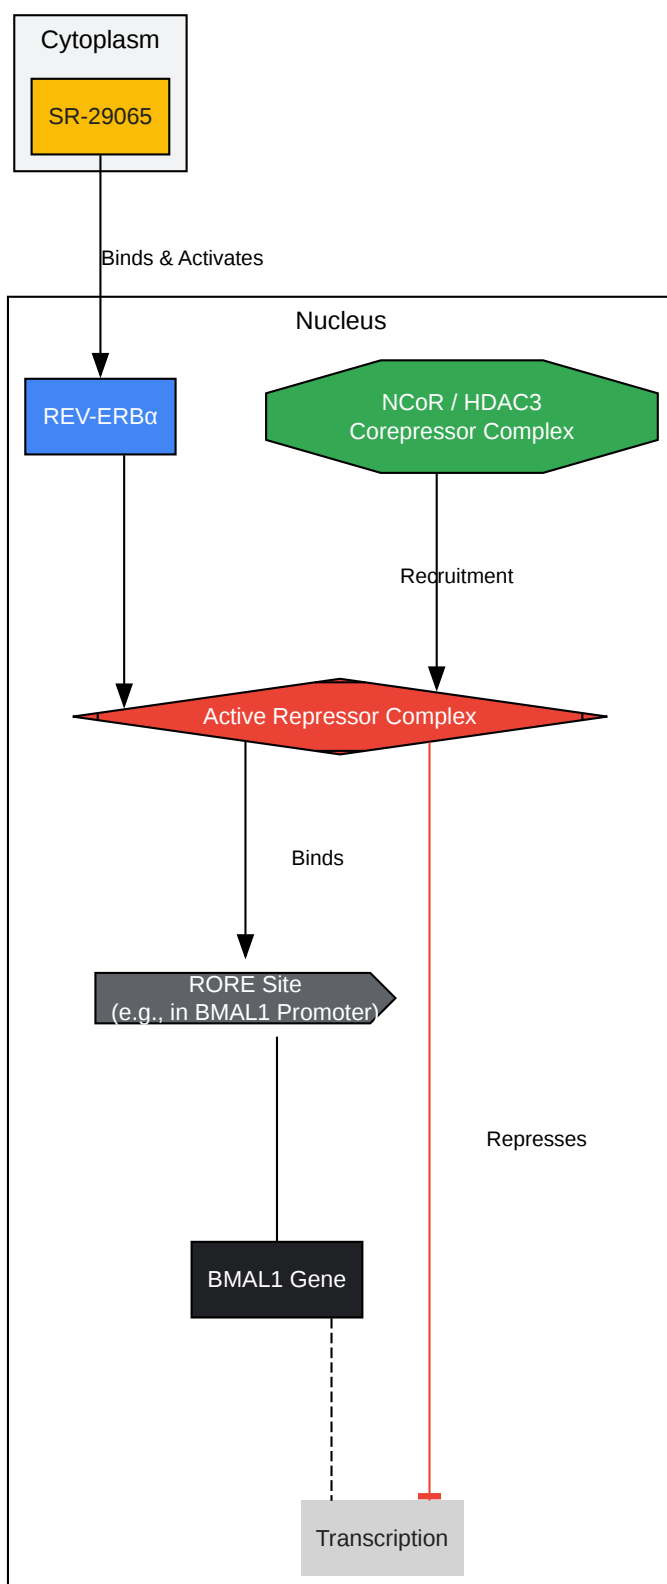 Cytoplasm
SR-29065
Binds & Activates
Nucleus
REV-ERBα
NCoR / HDAC3
Corepressor Complex
Recruitment
Active Repressor Complex
Binds
RORE Site
(e.g., in BMAL1 Promoter)
Represses
BMAL1 Gene
Transcription